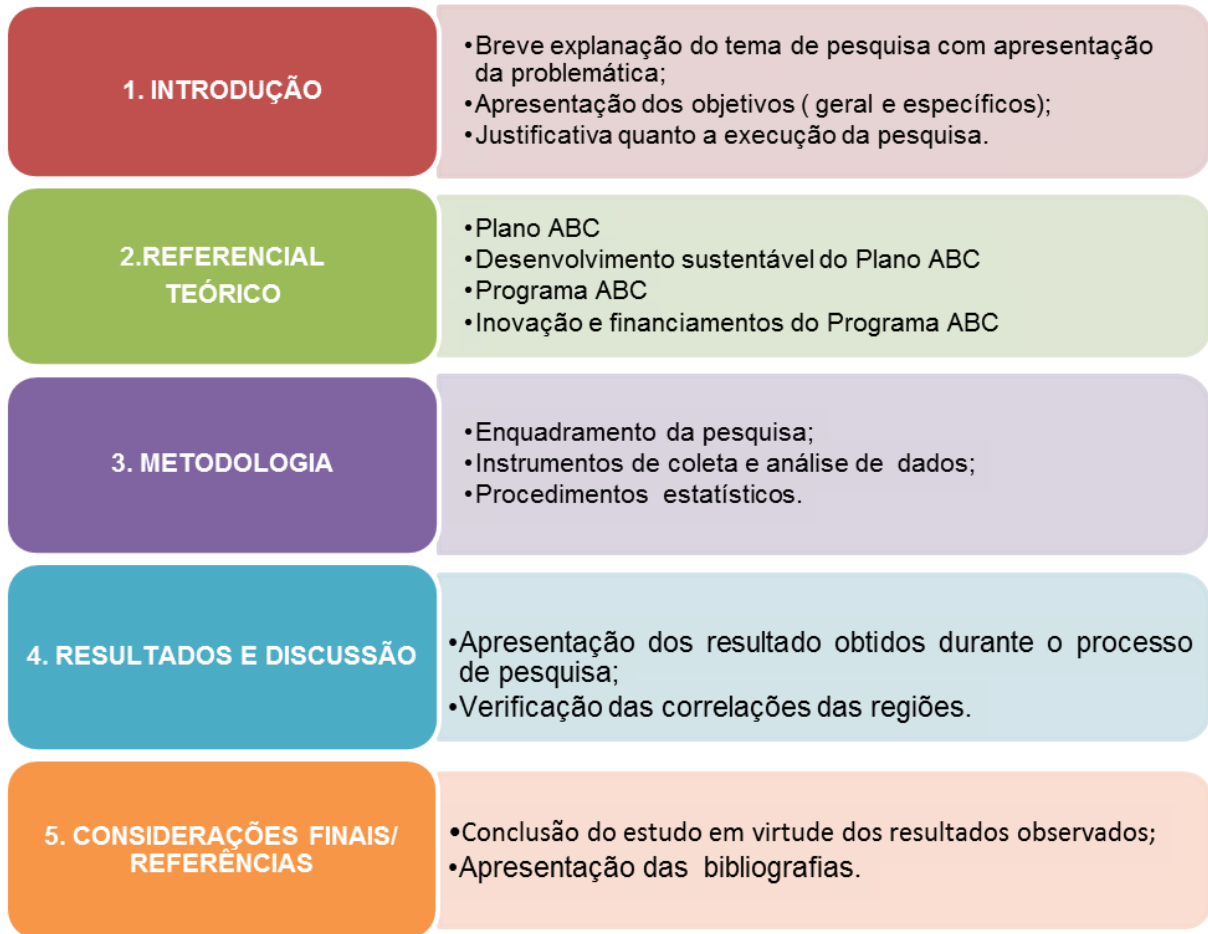 1. INTRODUÇÃO
•Breve explanação do tema de pesquisa com apresentação
da problemática;
•Apresentação dos objetivos ( geral e específicos);
•Justificativa quanto a execução da pesquisa.
2.REFERENCIAL
TEÓRICO
•Plano ABC
•Desenvolvimento sustentável do Plano ABC
•Programa ABC
•Inovação e financiamentos do Programa ABC
3. METODOLOGIA
•Enquadramento da pesquisa;
•Instrumentos de coleta e análise de dados;
•Procedimentos estatísticos.
4. RESULTADOS E DISCUSSÃO
•Apresentação dos resultado obtidos durante o processo
de pesquisa;
•Verificação das correlações das regiões.
5. CONSIDERAÇÕES FINAIS/
REFERÊNCIAS
•Conclusão do estudo em virtude dos resultados observados;
•Apresentação das bibliografias.